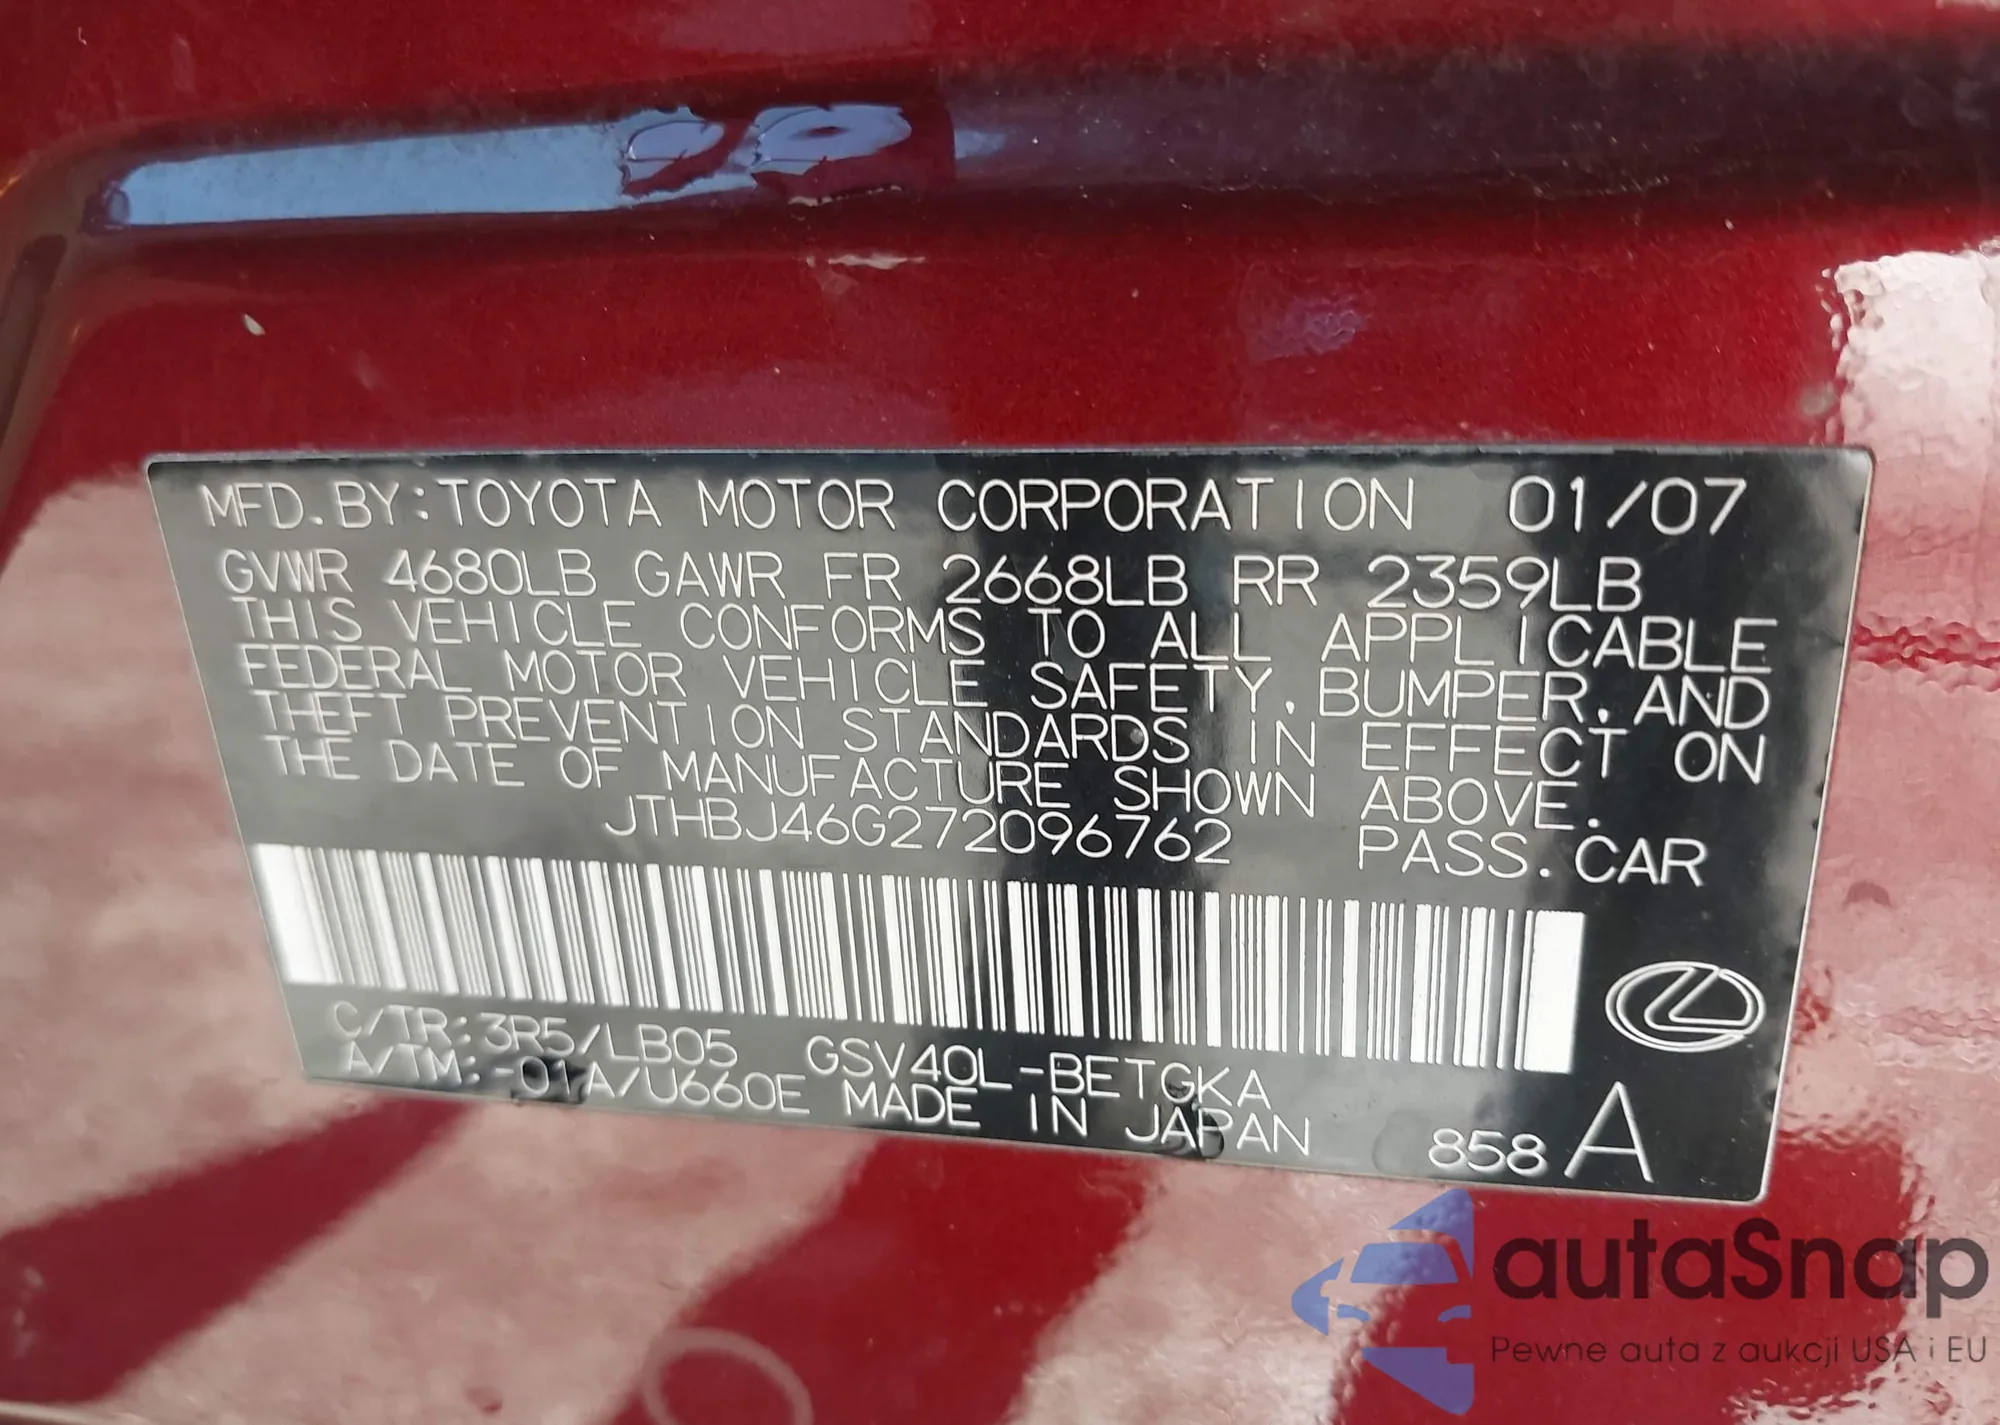 MFD. BY: TOYOTA MOTOR CORPORATION 01/07
GVWR 4680LB GAWR FR 2668LB RR 2359LB
THIS VEHICLE CONFORMS TO ALL APPLICABLE
FEDERAL MOTOR VEHICLE SAFETY, BUMPER, AND
THEFT PREVENTION STANDARDS IN EFFECT ON
THE DATE OF MANUFACTURE SHOWN ABOVE.
JTHBJ46G272096762 PASS. CAR
C/TR: 3R5/LB05 GSV40L-BETGKA
A/TM: -01A/U660E MADE IN JAPAN
858 A
autoSnap
Pewne auta z aukcji USA i EU